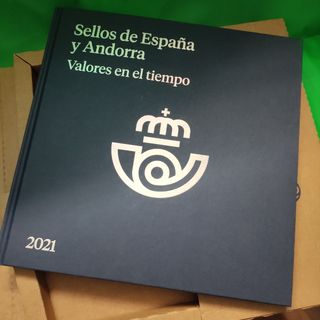 Sellos de España
y Andorra
Valores en el tiempo
2021